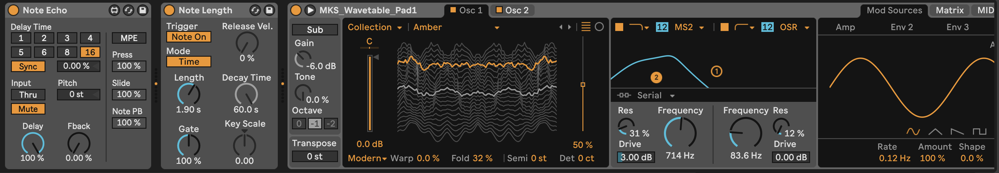 Note Echo
Delay Time
1 2 3 4
5 6 8 16
Sync 0.00 %
Input Pitch
Thru 0 st
Mute
Delay Fback
100 % 0.00 %
MPE
Press
100 %
Slide
100 %
Note PB
100 %
Note Length
Trigger
Note On
Mode
Time
Release Vel.
0 %
Length Decay Time
1.90 s 60.0 s
Gate Key Scale
100 % 0.00
MKS_Wavetable_Pad1
Osc 1 Osc 2
Sub
Gain
-6.0 dB
Tone
0.0 %
Octave
0 -1 -2
Transpose
0 st
Collection Amber
C
0.0 dB
50 %
Modern Warp 0.0 % Fold 32 % Semi 0 st Det 0 ct
12 MS2 12 OSR
2 1
Serial
Res Frequency Frequency Res
31 % 12 %
Drive Drive
3.00 dB 714 Hz 83.6 Hz 0.00 dB
Mod Sources Matrix MID
Amp Env 2 Env 3
A
Rate Amount Shape
0.12 Hz 100 % 0.0 %